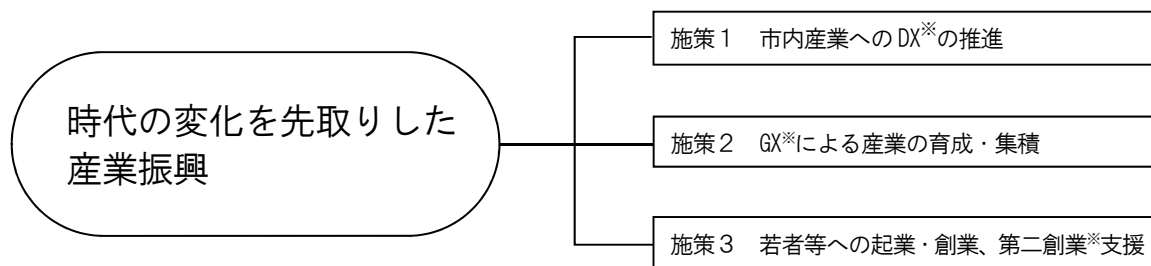 時代の変化を先取りした
産業振興
施策１　市内産業へのDX※の推進
施策２　GX※による産業の育成・集積
施策３　若者等への起業・創業、第二創業※支援